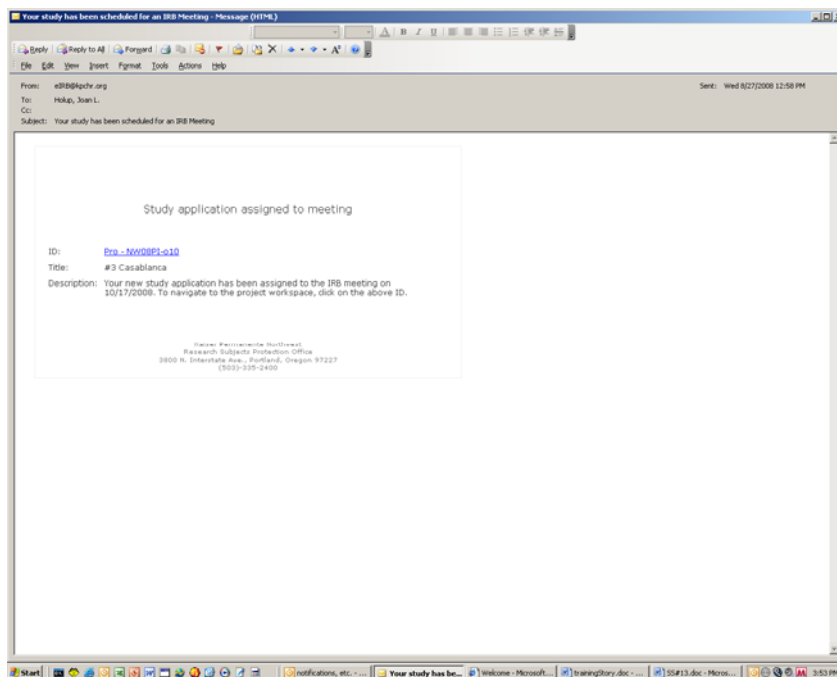 Your study has been scheduled for an IRB Meeting - Message (HTML)
Reply Reply to All Forward
File Edit View Insert Format Tools Actions Help
From: eIRB@kpchr.org Sent: Wed 8/27/2008 12:58 PM
To: Holup, Joan L.
Cc:
Subject: Your study has been scheduled for an IRB Meeting
Study application assigned to meeting
ID: Pro - NW08PI-o10
Title: #3 Casablanca
Description: Your new study application has been assigned to the IRB meeting on
10/17/2008. To navigate to the project workspace, click on the above ID.
Kaiser Permanente Northwest,
Research Subjects Protection Office
3800 N. Interstate Ave., Portland, Oregon 97227
(503)-335-2400
Start notifications, etc. - ... Your study has be... Welcome - Microsoft... trainingStory.doc - ... SS#13.doc - Micros... 3:53 PM